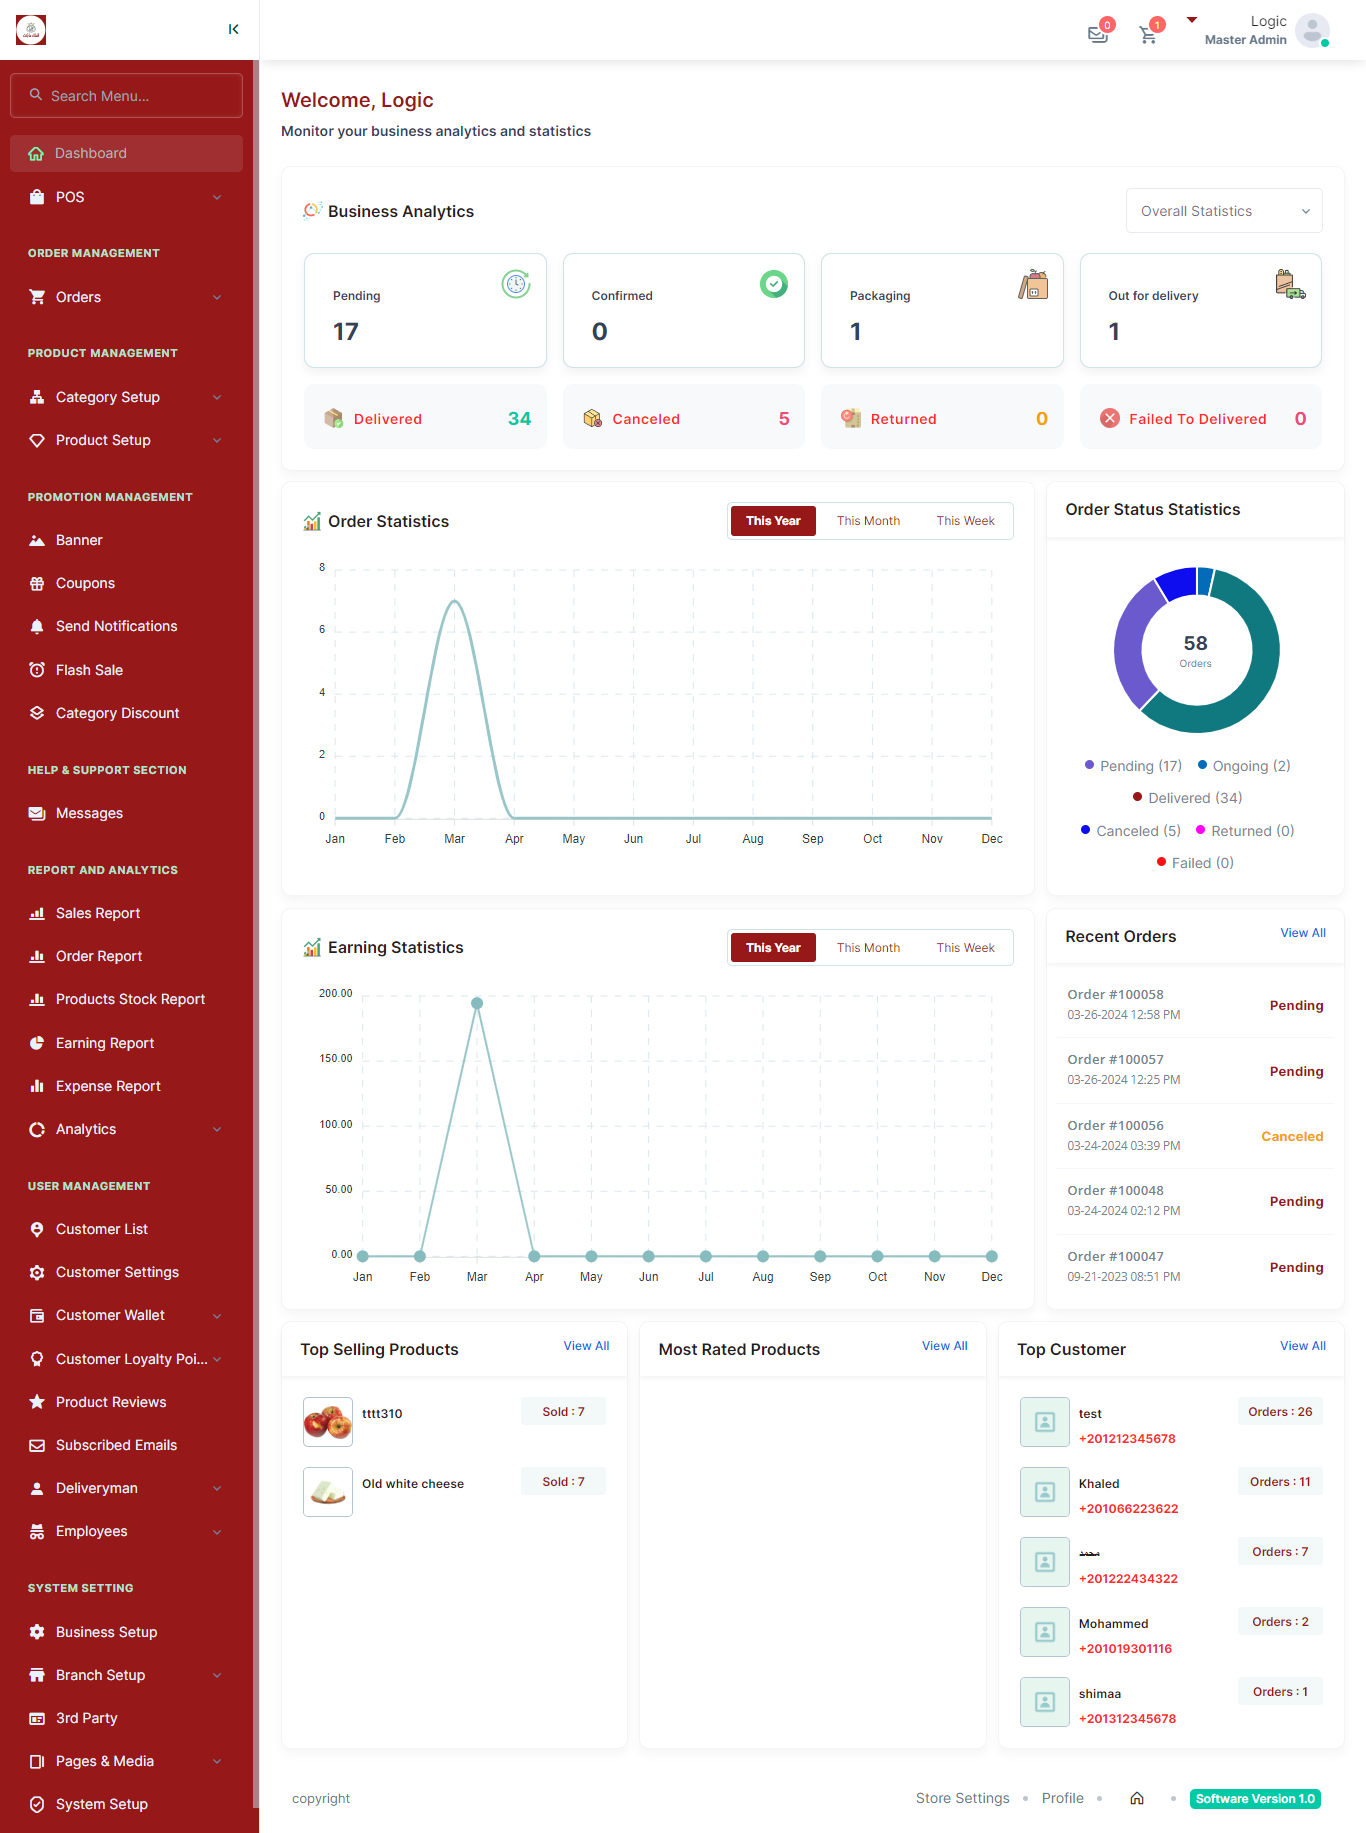 0
1
Logic
Master Admin
Search Menu...
Dashboard
POS
ORDER MANAGEMENT
Orders
PRODUCT MANAGEMENT
Category Setup
Product Setup
PROMOTION MANAGEMENT
Banner
Coupons
Send Notifications
Flash Sale
Category Discount
HELP & SUPPORT SECTION
Messages
REPORT AND ANALYTICS
Sales Report
Order Report
Products Stock Report
Earning Report
Expense Report
Analytics
USER MANAGEMENT
Customer List
Customer Settings
Customer Wallet
Customer Loyalty Poi...
Product Reviews
Subscribed Emails
Deliveryman
Employees
SYSTEM SETTING
Business Setup
Branch Setup
3rd Party
Pages & Media
System Setup
Welcome, Logic
Monitor your business analytics and statistics
Business Analytics
Overall Statistics
Pending
17
Confirmed
0
Packaging
1
Out for delivery
1
Delivered 34
Canceled 5
Returned 0
Failed To Delivered 0
Order Statistics
This Year This Month This Week
8
6
4
2
0
Jan Feb Mar Apr May Jun Jul Aug Sep Oct Nov Dec
Order Status Statistics
58
Orders
Pending (17) Ongoing (2)
Delivered (34)
Canceled (5) Returned (0)
Failed (0)
Earning Statistics
This Year This Month This Week
200.00
150.00
100.00
50.00
0.00
Jan Feb Mar Apr May Jun Jul Aug Sep Oct Nov Dec
Recent Orders View All
Order #100058
03-26-2024 12:58 PM
Pending
Order #100057
03-26-2024 12:25 PM
Pending
Order #100056
03-24-2024 03:39 PM
Canceled
Order #100048
03-24-2024 02:12 PM
Pending
Order #100047
09-21-2023 08:51 PM
Pending
Top Selling Products View All
tttt310 Sold : 7
Old white cheese Sold : 7
Most Rated Products View All
Top Customer View All
test Orders : 26
+201212345678
Khaled Orders : 11
+201066223622
محمد Orders : 7
+201222434322
Mohammed Orders : 2
+201019301116
shimaa Orders : 1
+201312345678
copyright
Store Settings Profile Software Version 1.0